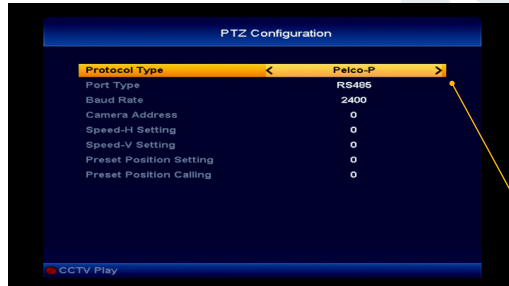 PTZ Configuration
Protocol Type < Pelco-P >
Port Type RS485
Baud Rate 2400
Camera Address 0
Speed-H Setting 0
Speed-V Setting 0
Preset Position Setting 0
Preset Position Calling 0
CCTV Play